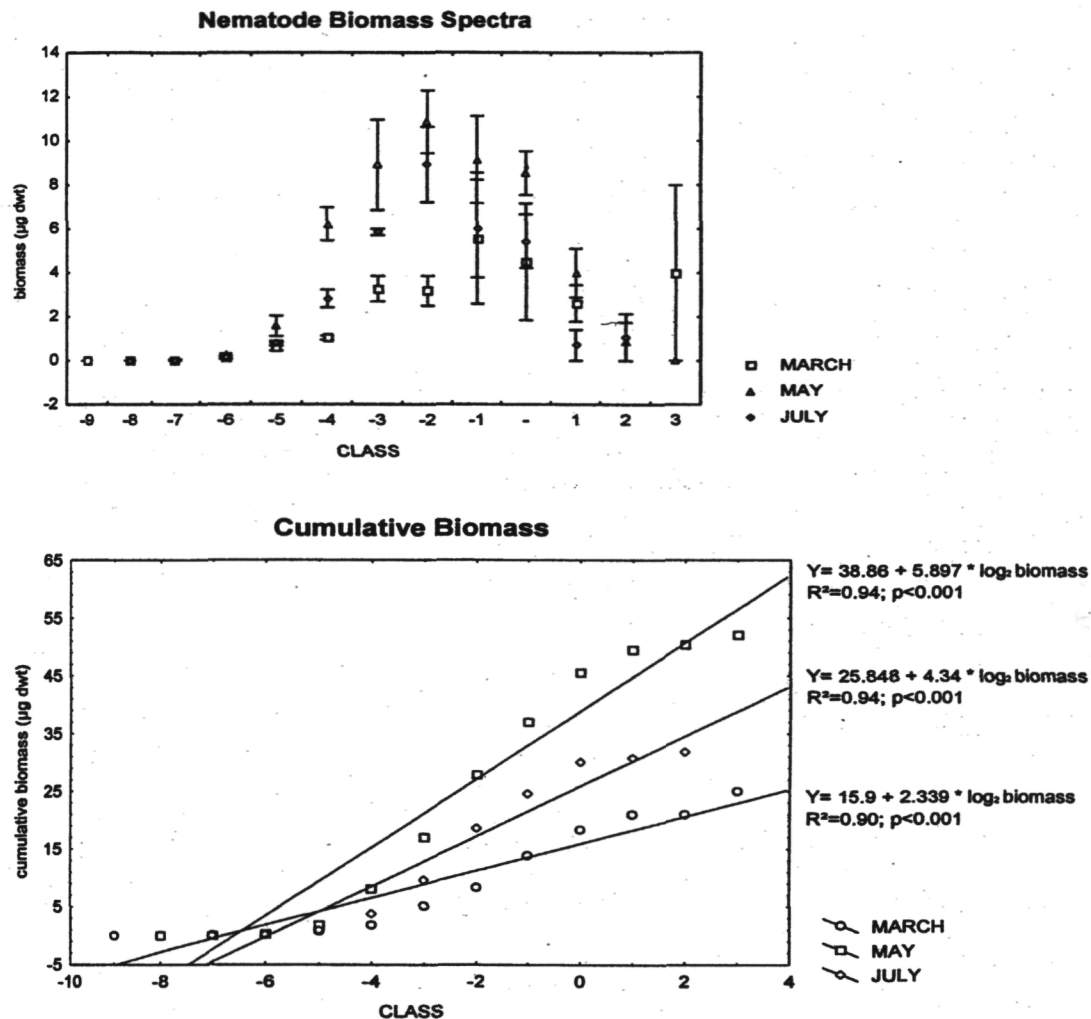 Nematode Biomass Spectra
14
12
10
8
6
4
2
0
-2
biomass (µg dwt)
-9 -8 -7 -6 -5 -4 -3 -2 -1 - 1 2 3
CLASS
MARCH
MAY
JULY
Cumulative Biomass
65
55
45
35
25
15
5
-5
cumulative biomass (µg dwt)
-10 -8 -6 -4 -2 0 2 4
CLASS
Y= 38.86 + 5.897 * log₂ biomass
R²=0.94; p<0.001
Y= 25.848 + 4.34 * log₂ biomass
R²=0.94; p<0.001
Y= 15.9 + 2.339 * log₂ biomass
R²=0.90; p<0.001
MARCH
MAY
JULY